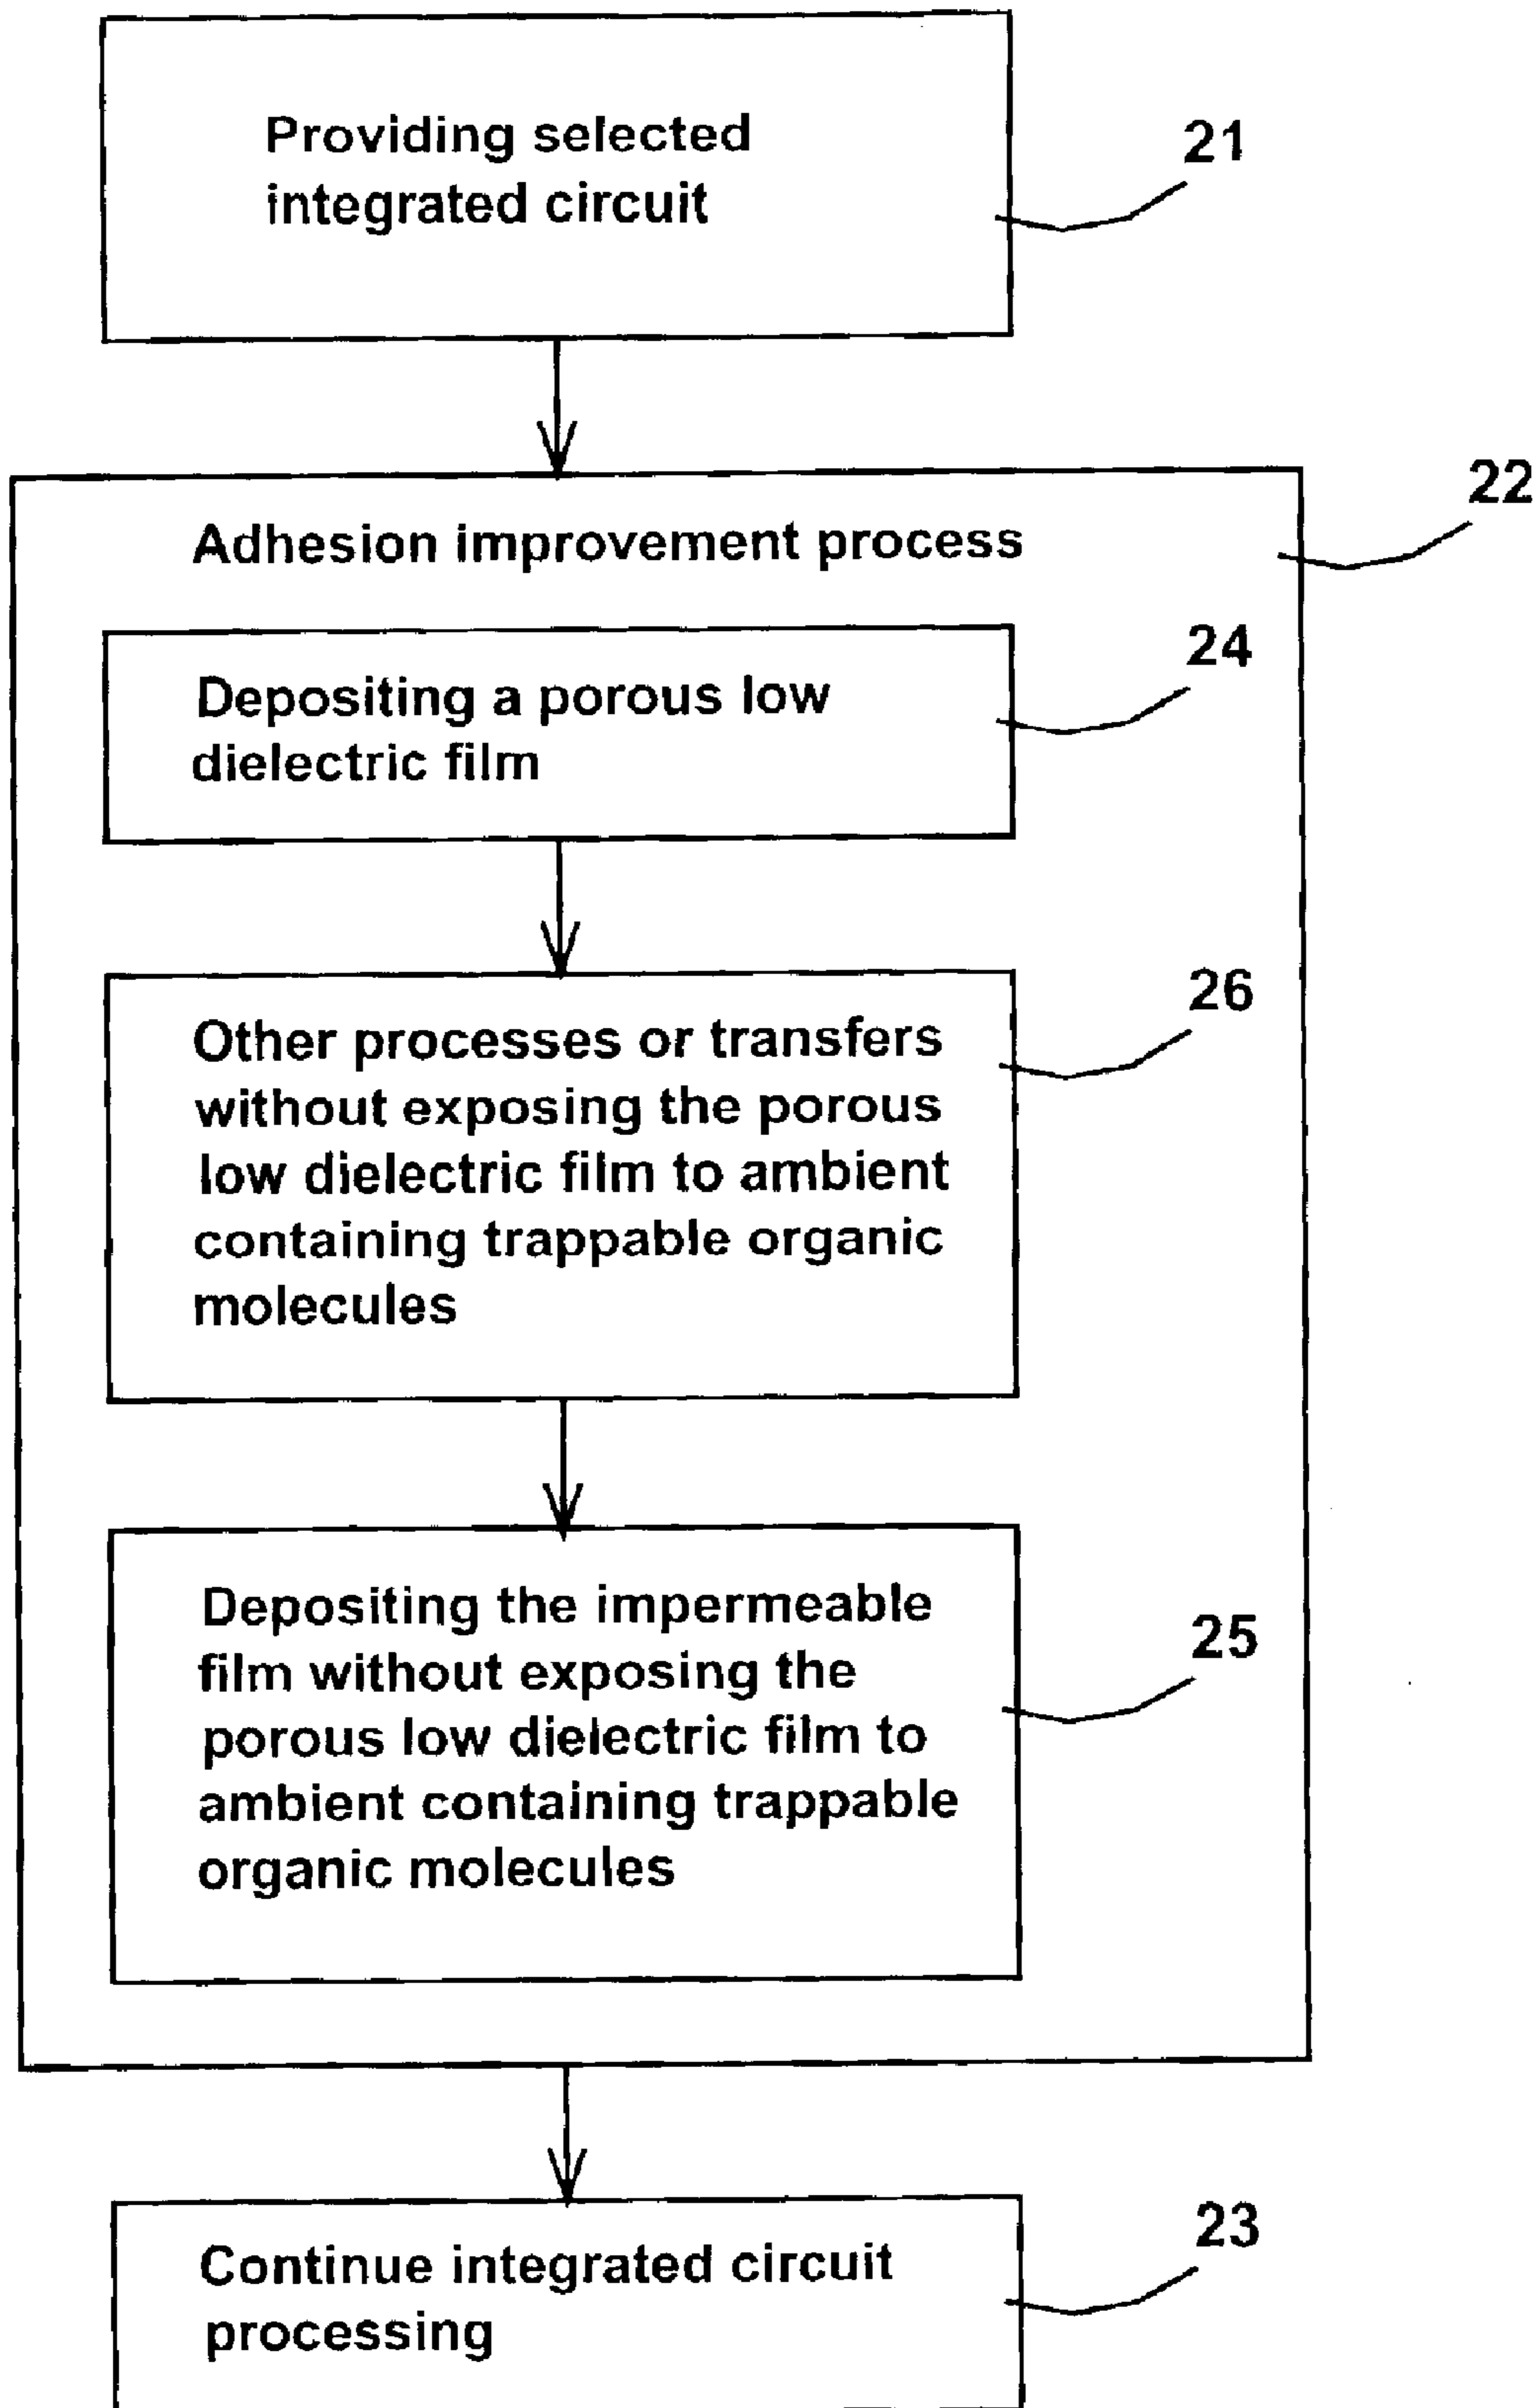 Providing selected
integrated circuit
21
22
Adhesion improvement process
24
Depositing a porous low
dielectric film
26
Other processes or transfers
without exposing the porous
low dielectric film to ambient
containing trappable organic
molecules
Depositing the impermeable
film without exposing the
porous low dielectric film to
ambient containing trappable
organic molecules
25
23
Continue integrated circuit
processing